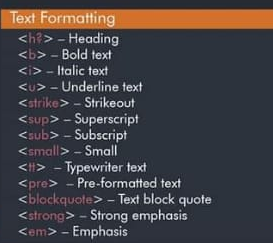 Text Formatting
<h?> – Heading
<b> – Bold text
<i> – Italic text
<u> – Underline text
<strike> – Strikeout
<sup> – Superscript
<sub> – Subscript
<small> – Small
<tt> – Typewriter text
<pre> – Pre-formatted text
<blockquote> – Text block quote
<strong> – Strong emphasis
<em> – Emphasis